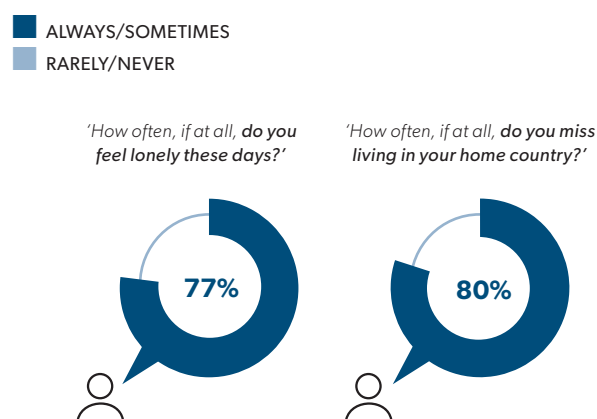 ALWAYS/SOMETIMES
RARELY/NEVER
‘How often, if at all, do you
feel lonely these days?’
‘How often, if at all, do you miss
living in your home country?’
77%
80%